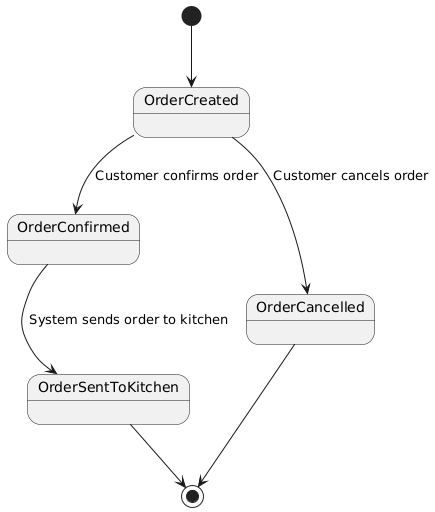 OrderCreated
Customer confirms order
Customer cancels order
OrderConfirmed
OrderCancelled
System sends order to kitchen
OrderSentToKitchen